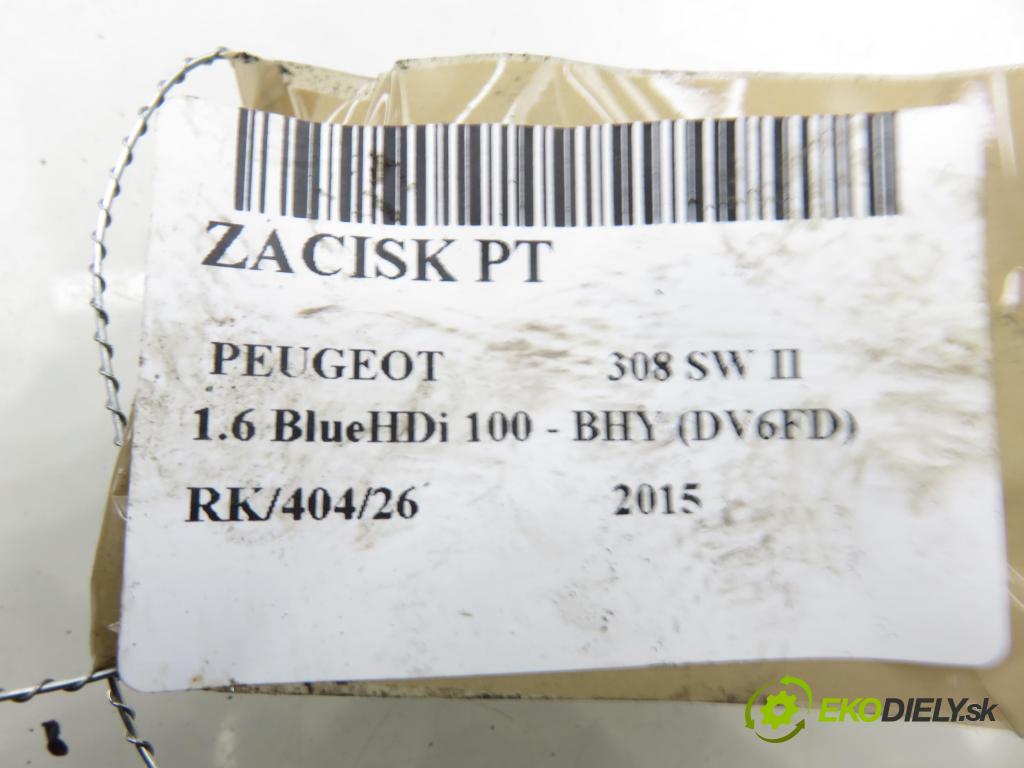 ZACISK PT
PEUGEOT 308 SW II
1.6 BlueHDi 100 - BHY (DV6FD)
RK/404/26 2015
EKODIELY.sk